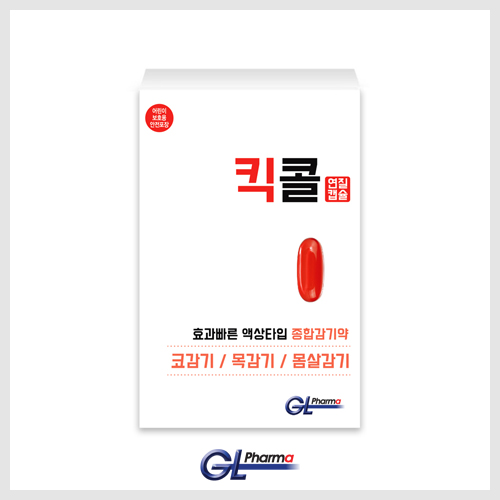 어린이
보호용
안전포장
킥콜
연질
캡슐
효과빠른 액상타입 종합감기약
코감기 / 목감기 / 몸살감기
GL Pharma
GL Pharma